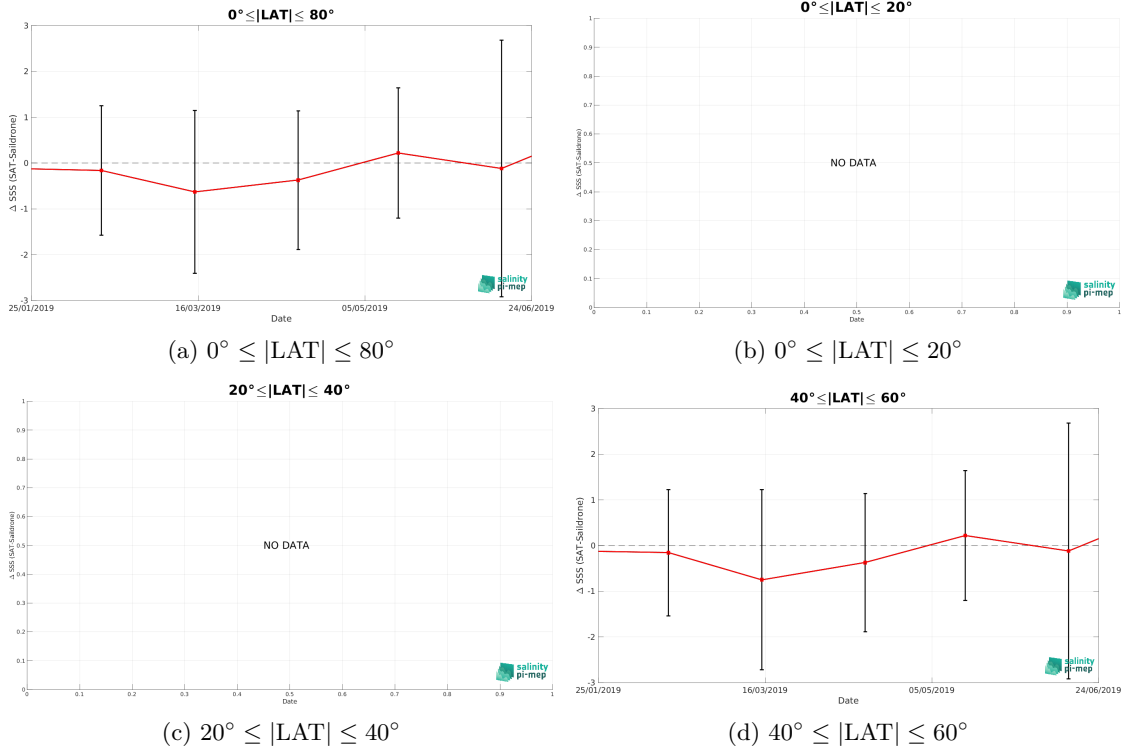 0°≤|LAT|≤ 80°
Δ SSS (SAT-Saildrone)
3
2
1
0
-1
-2
-3
25/01/2019 16/03/2019 05/05/2019 24/06/2019
Date
salinity
pi-mep
(a) 0° ≤ |LAT| ≤ 80°
0°≤|LAT|≤ 20°
Δ SSS (SAT-Saildrone)
1
0.9
0.8
0.7
0.6
0.5
0.4
0.3
0.2
0.1
0
NO DATA
0 0.1 0.2 0.3 0.4 0.5 0.6 0.7 0.8 0.9 1
Date
salinity
pi-mep
(b) 0° ≤ |LAT| ≤ 20°
20°≤|LAT|≤ 40°
Δ SSS (SAT-Saildrone)
1
0.9
0.8
0.7
0.6
0.5
0.4
0.3
0.2
0.1
0
NO DATA
0 0.1 0.2 0.3 0.4 0.5 0.6 0.7 0.8 0.9 1
Date
salinity
pi-mep
(c) 20° ≤ |LAT| ≤ 40°
40°≤|LAT|≤ 60°
Δ SSS (SAT-Saildrone)
3
2
1
0
-1
-2
-3
25/01/2019 16/03/2019 05/05/2019 24/06/2019
Date
salinity
pi-mep
(d) 40° ≤ |LAT| ≤ 60°